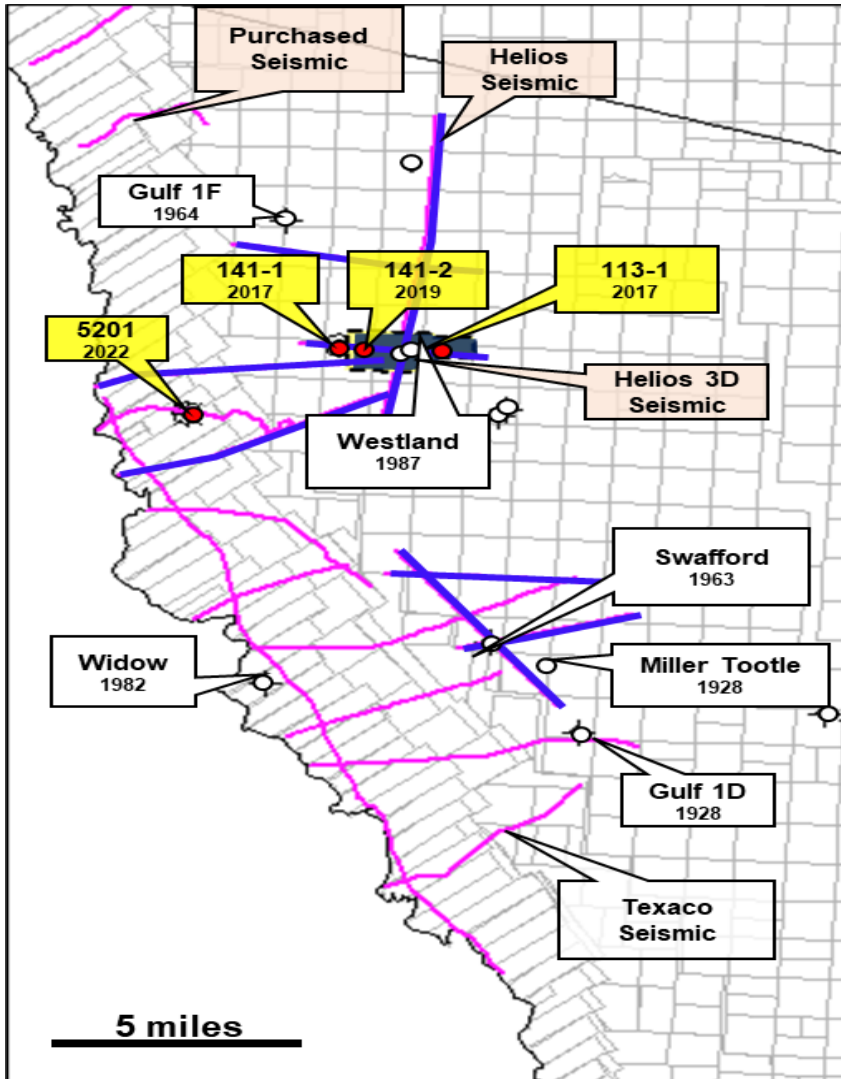 Purchased
Seismic
Helios
Seismic
Gulf 1F
1964
141-1
2017
141-2
2019
113-1
2017
5201
2022
Helios 3D
Seismic
Westland
1987
Swafford
1963
Widow
1982
Miller Tootle
1928
Gulf 1D
1928
Texaco
Seismic
5 miles